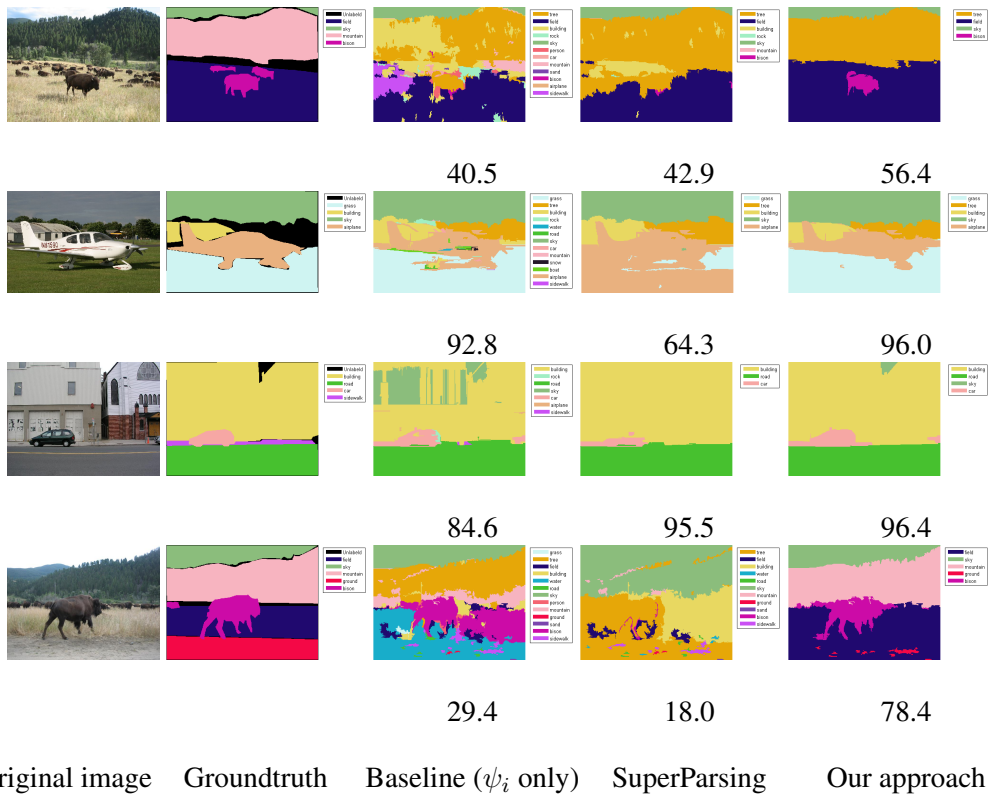 Unlabeled
field
sky
mountain
bison
tree
field
building
rock
sky
person
car
mountain
sand
bison
airplane
sidewalk
tree
field
building
rock
sky
mountain
bison
tree
field
sky
bison
40.5 42.9 56.4
Unlabeled
grass
building
sky
airplane
grass
tree
building
rock
water
road
sky
car
mountain
snow
boat
airplane
sidewalk
grass
tree
building
sky
airplane
grass
tree
building
sky
airplane
92.8 64.3 96.0
Unlabeled
building
road
car
sidewalk
building
rock
road
sky
car
airplane
sidewalk
building
road
car
building
road
sky
car
84.6 95.5 96.4
Unlabeled
field
sky
mountain
ground
bison
grass
tree
field
building
water
road
sky
person
mountain
ground
sand
bison
sidewalk
tree
field
building
water
road
sky
mountain
ground
sand
bison
sidewalk
field
sky
mountain
ground
bison
29.4 18.0 78.4
riginal image Groundtruth Baseline (ψi only) SuperParsing Our approach